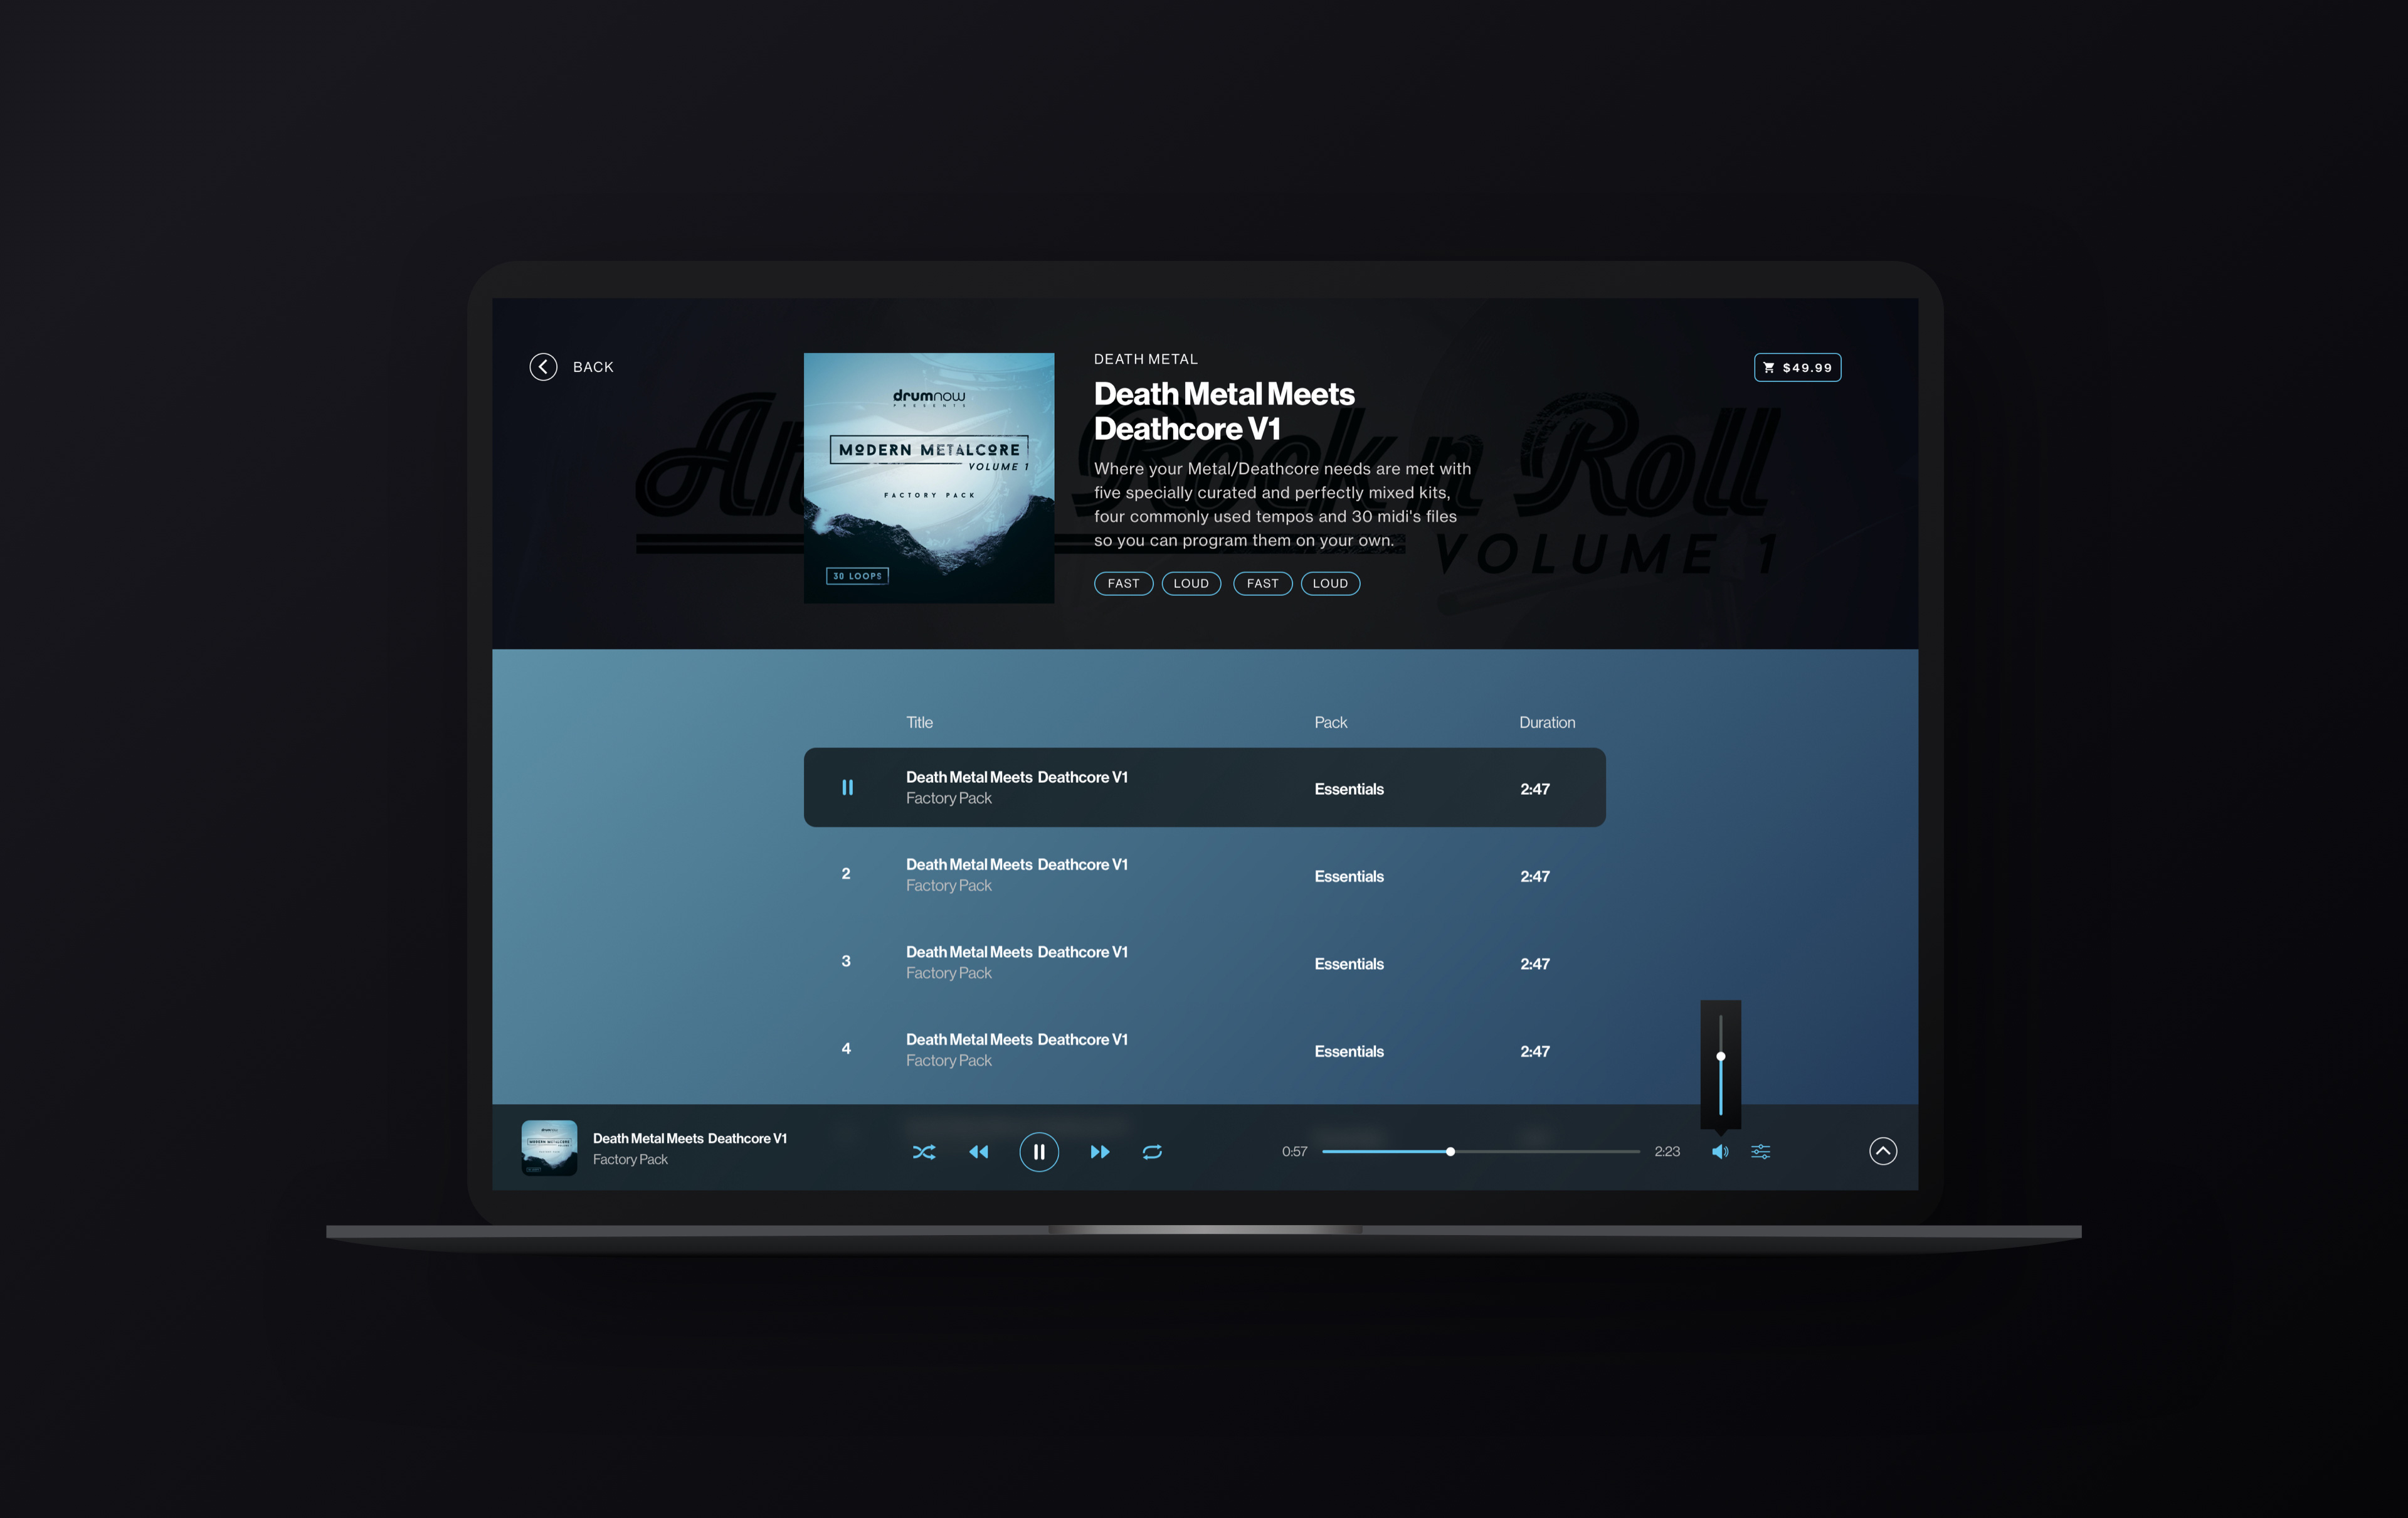 BACK
drumnow
PRESENTS
MODERN METALCORE
VOLUME 1
FACTORY PACK
30 LOOPS
DEATH METAL
Death Metal Meets
Deathcore V1
Where your Metal/Deathcore needs are met with
five specially curated and perfectly mixed kits,
four commonly used tempos and 30 midi's files
so you can program them on your own.
FAST LOUD FAST LOUD
$49.99
Rock n Roll
VOLUME 1
Title Pack Duration
Death Metal Meets Deathcore V1
Factory Pack
Essentials 2:47
2 Death Metal Meets Deathcore V1
Factory Pack
Essentials 2:47
3 Death Metal Meets Deathcore V1
Factory Pack
Essentials 2:47
4 Death Metal Meets Deathcore V1
Factory Pack
Essentials 2:47
Death Metal Meets Deathcore V1
Factory Pack
0:57 2:23